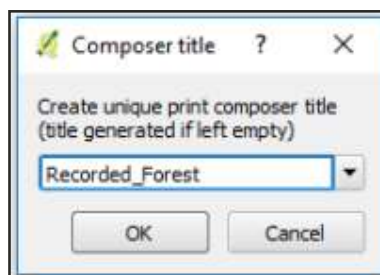 Composer title ? ×
Create unique print composer title
(title generated if left empty)
Recorded_Forest
OK Cancel